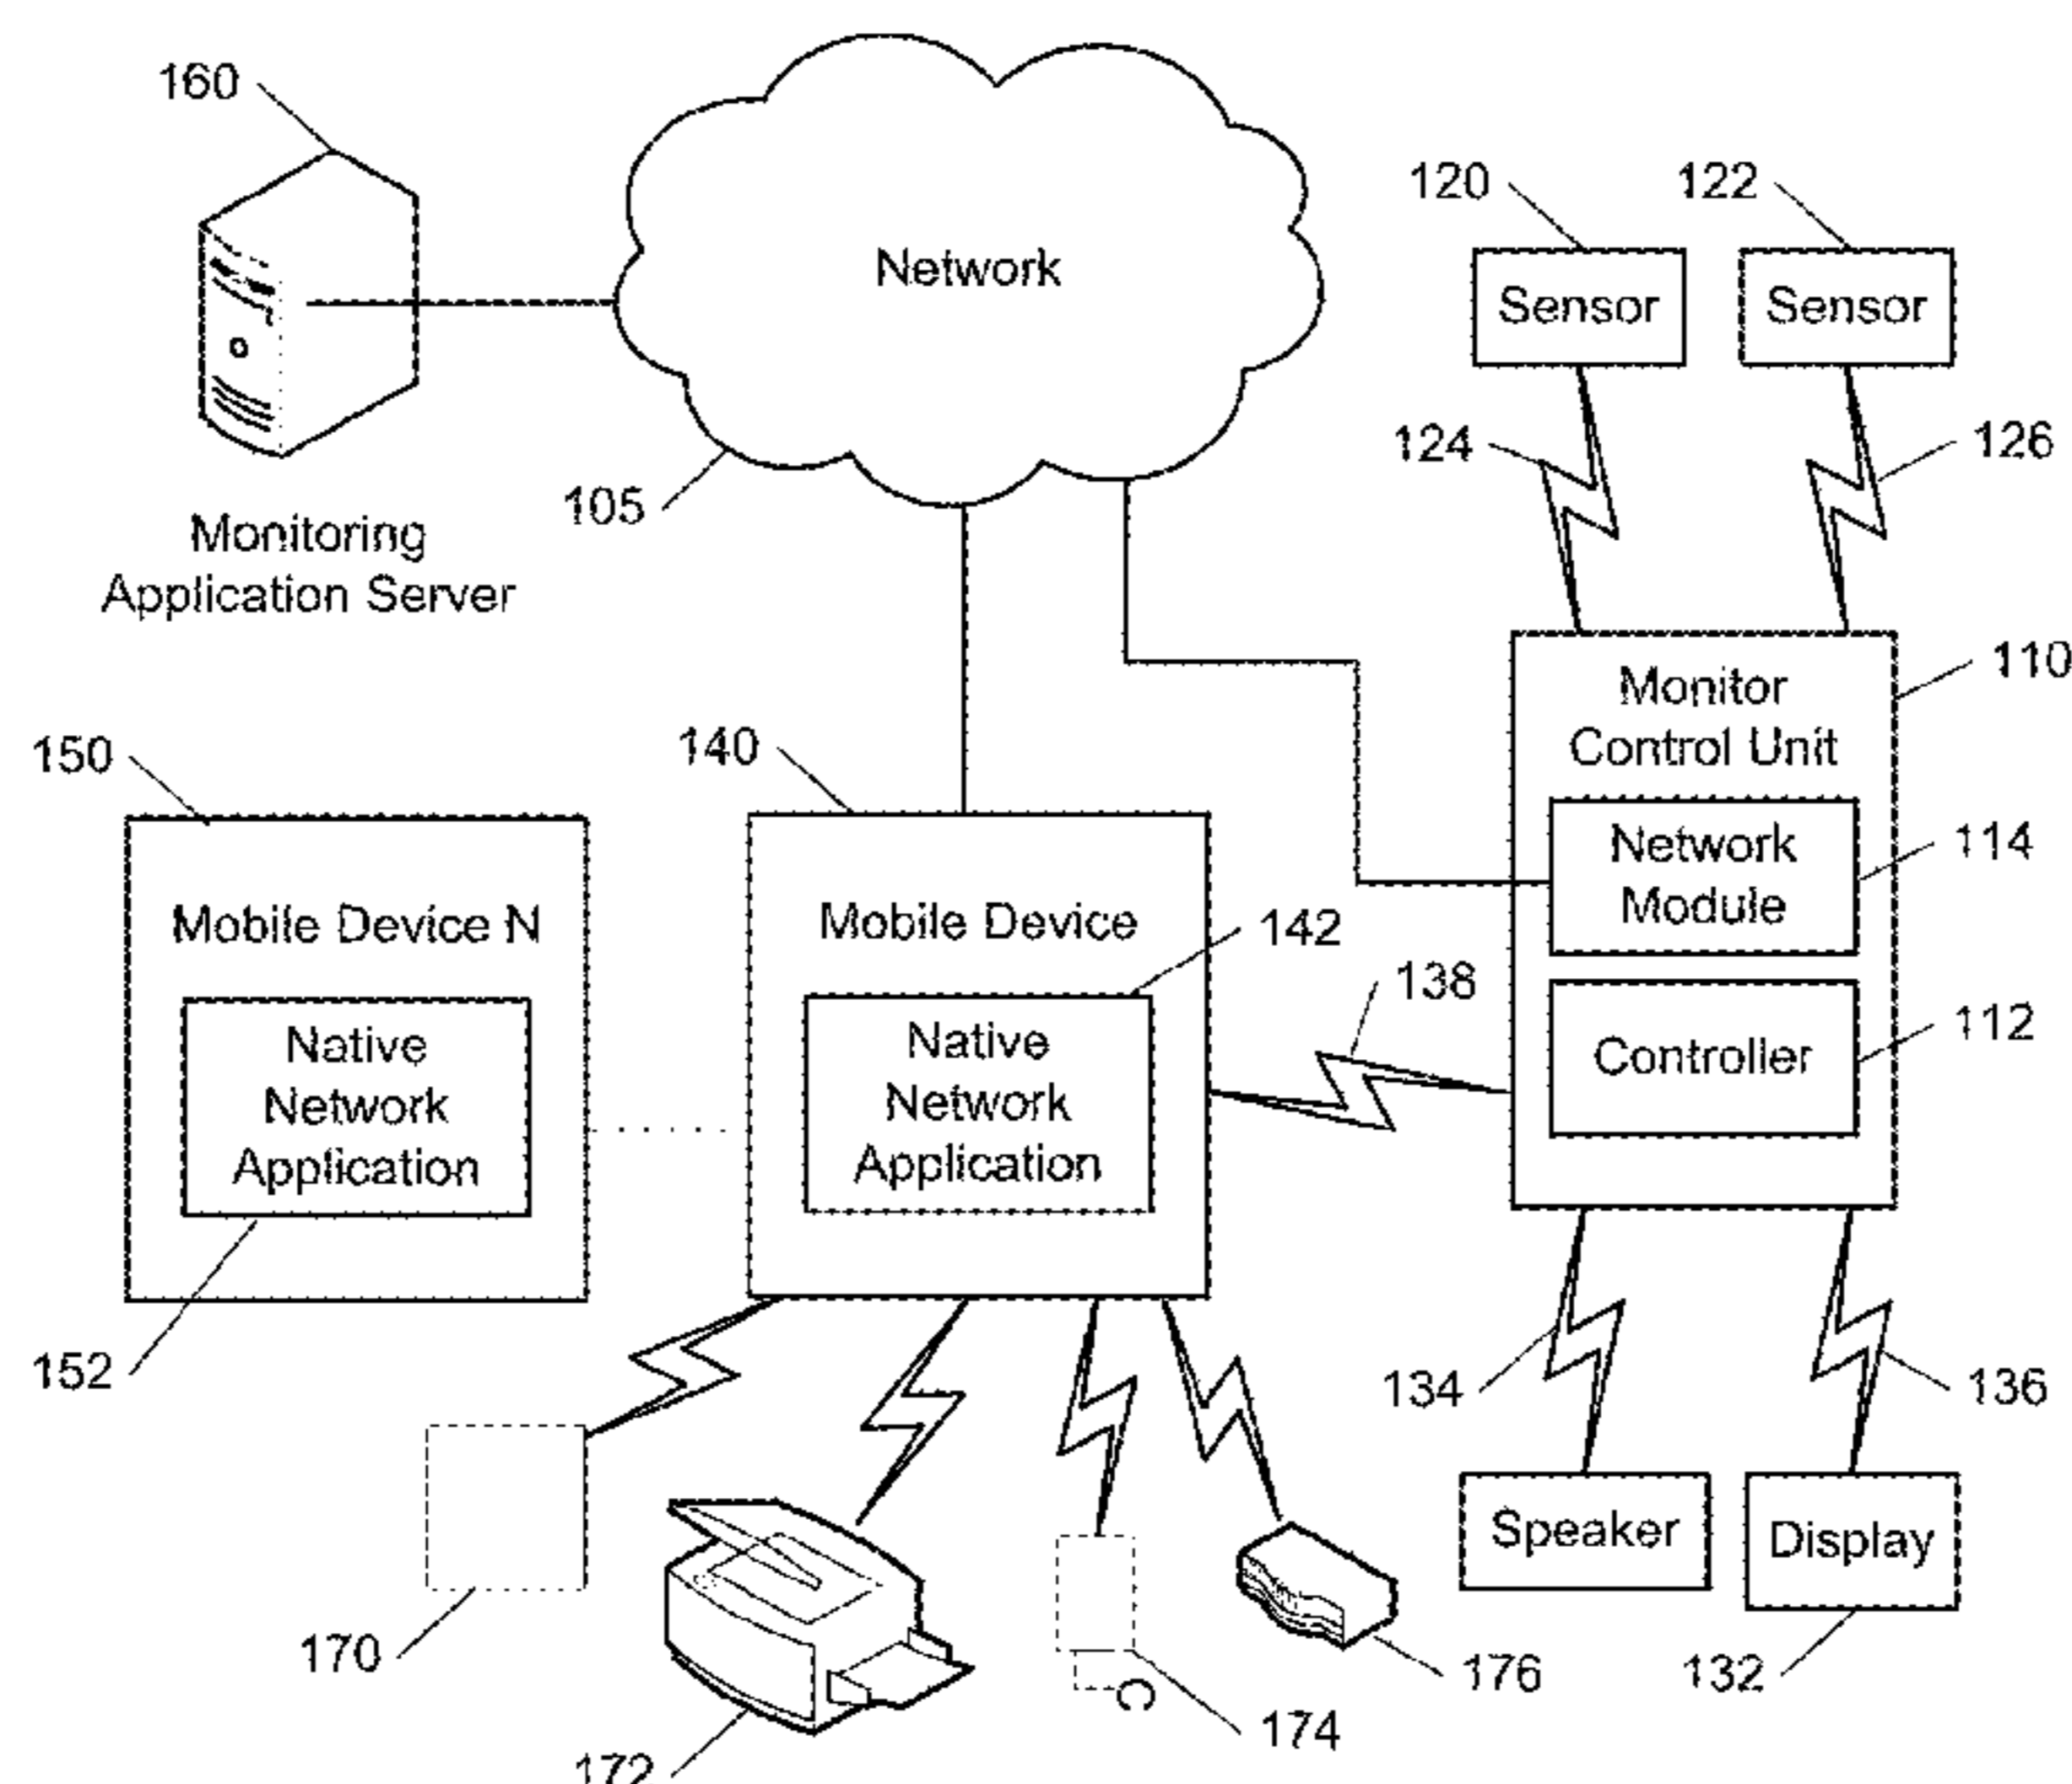 160
Network
120
122
Sensor
Sensor
124
126
105
Monitoring
Application Server
110
Monitor
Control Unit
150
140
Network
Module
114
Mobile Device N
Mobile Device
142
138
Native
Network
Application
Native
Network
Application
Controller
112
152
134
136
Speaker
Display
170
172
C
174
176
132